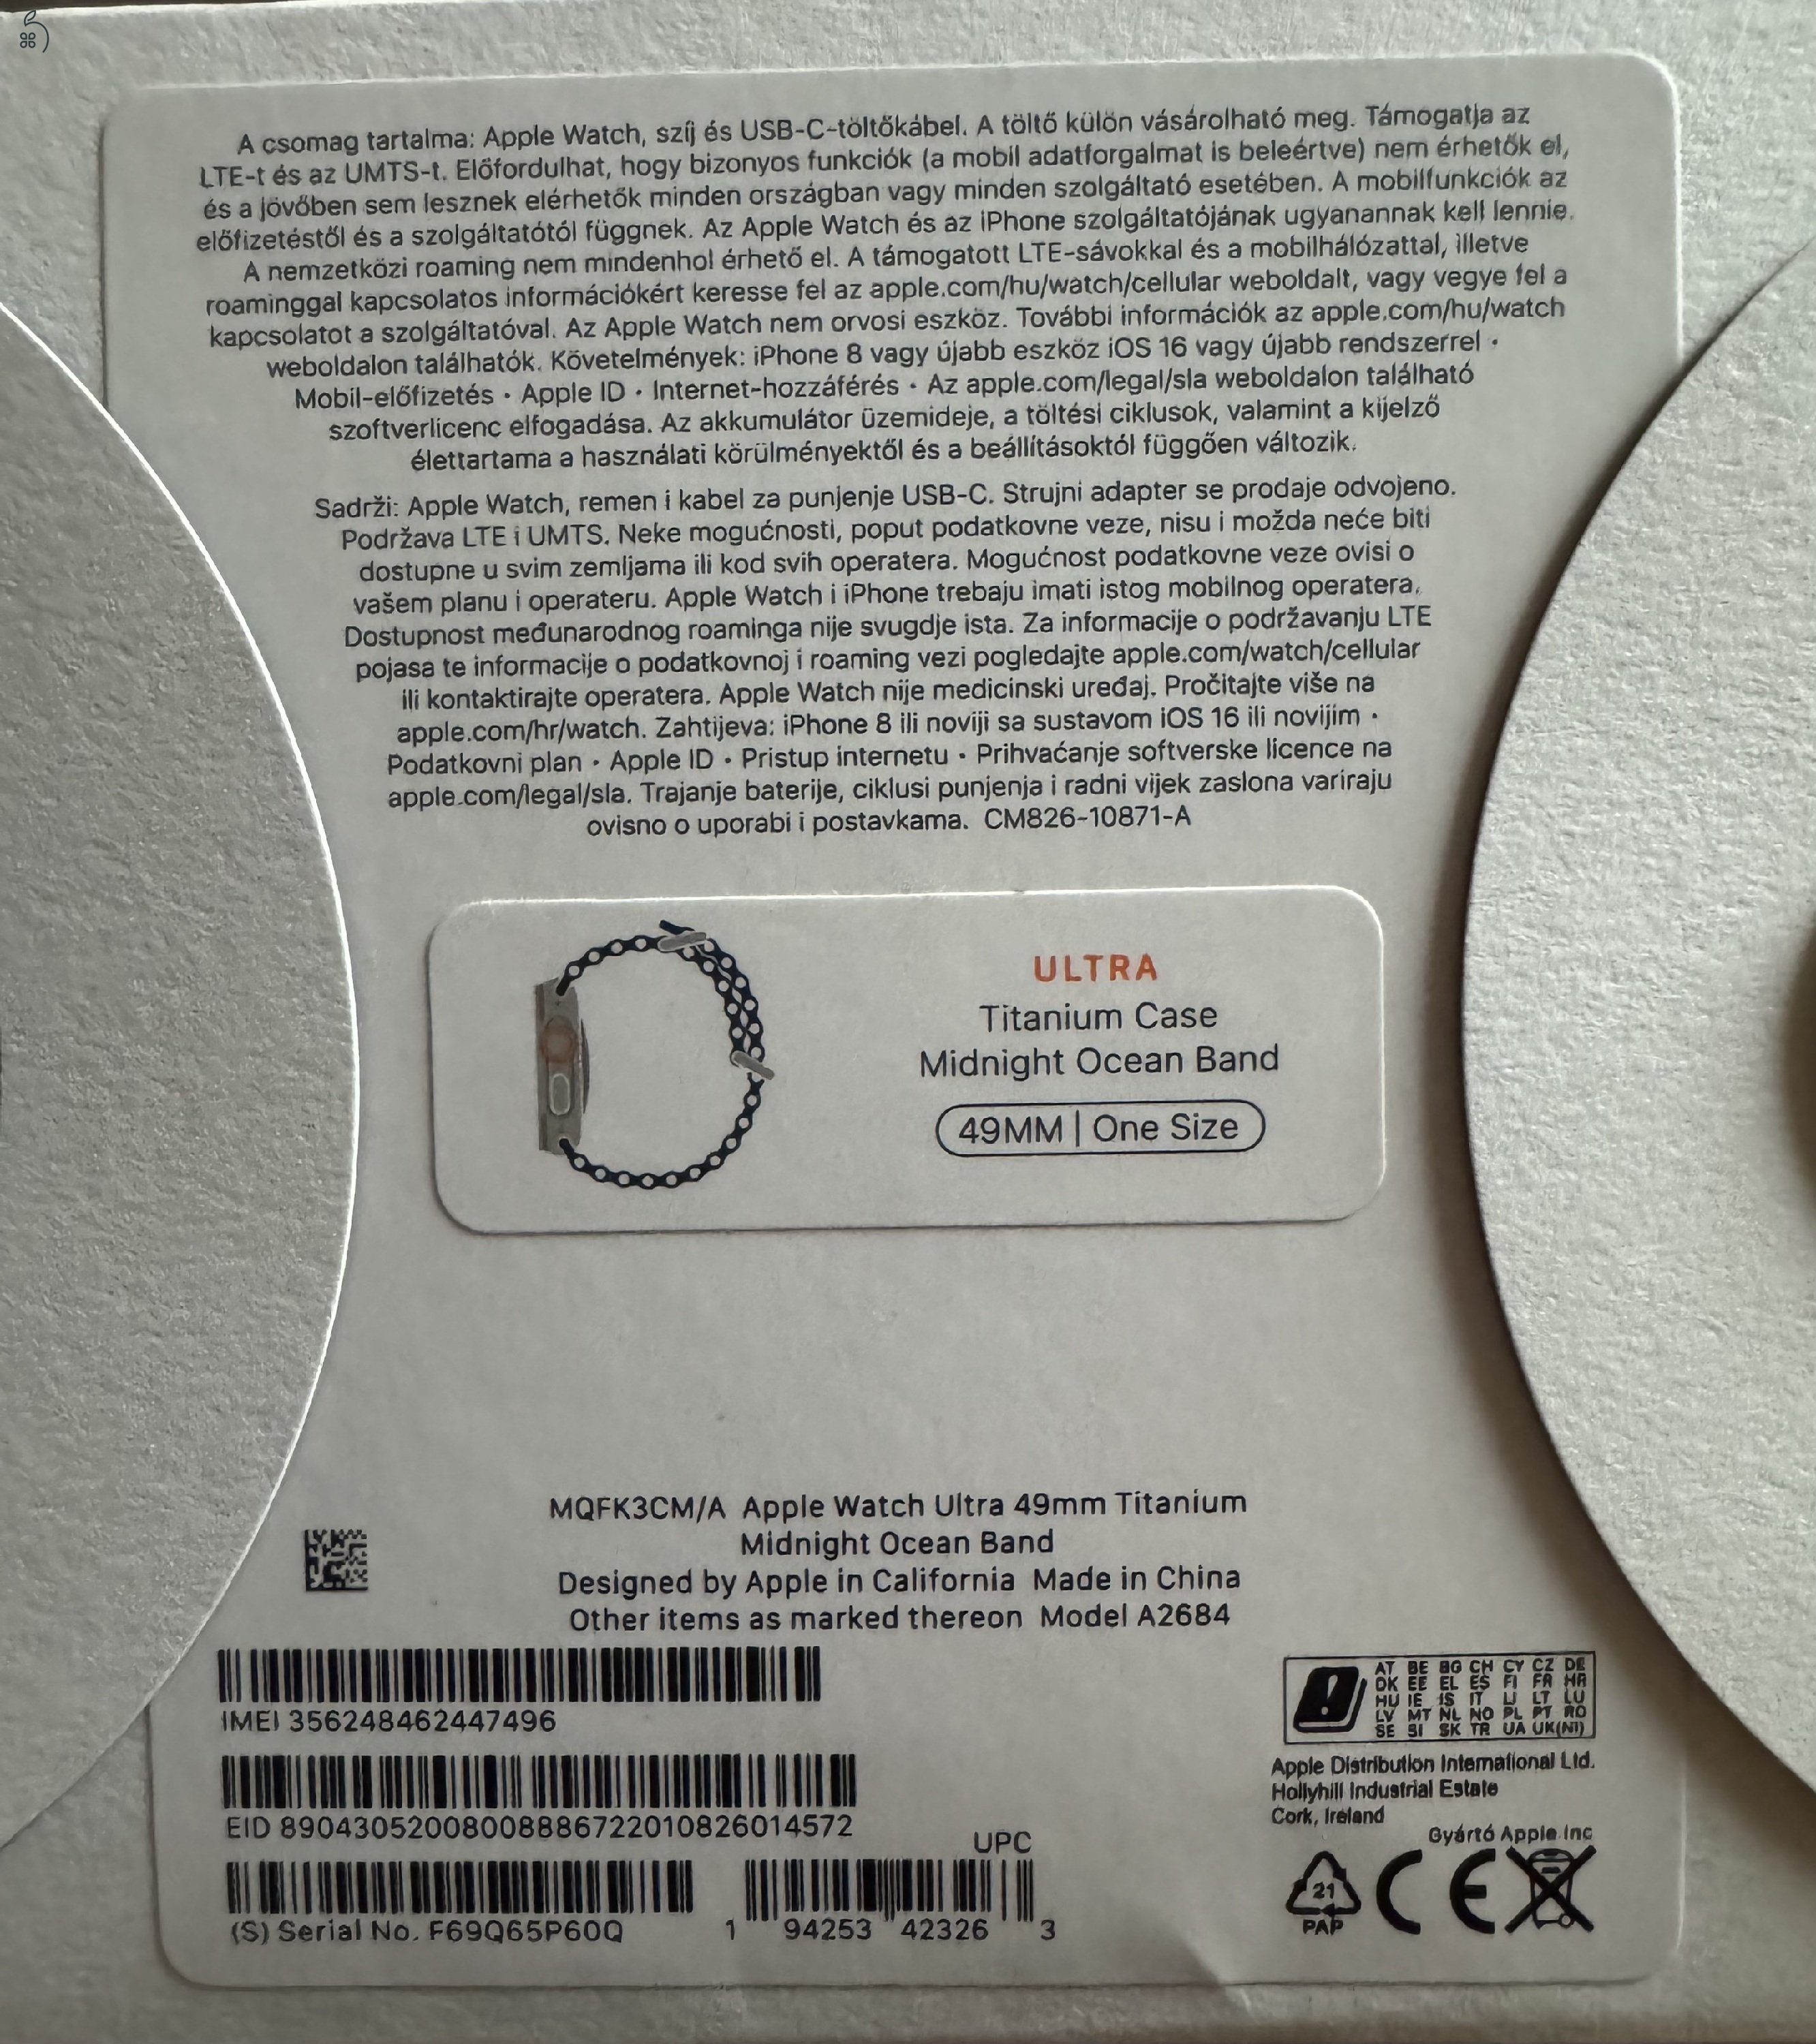 A csomag tartalma: Apple Watch, szíj és USB-C-töltőkábel. A töltő külön vásárolható meg. Támogatja az
LTE-t és az UMTS-t. Előfordulhat, hogy bizonyos funkciók (a mobil adatforgalmat is beleértve) nem érhetők el,
és a jövőben sem lesznek elérhetők minden országban vagy minden szolgáltató esetében. A mobilfunkciók az
előfizetéstől és a szolgáltatótól függnek. Az Apple Watch és az iPhone szolgáltatójának ugyanannak kell lennie.
A nemzetközi roaming nem mindenhol érhető el. A támogatott LTE-sávokkal és a mobilhálózattal, illetve
roaminggal kapcsolatos információkért keresse fel az apple.com/hu/watch/cellular weboldalt, vagy vegye fel a
kapcsolatot a szolgáltatóval. Az Apple Watch nem orvosi eszköz. További információk az apple.com/hu/watch
weboldalon találhatók. Követelmények: iPhone 8 vagy újabb eszköz iOS 16 vagy újabb rendszerrel •
Mobil-előfizetés • Apple ID • Internet-hozzáférés • Az apple.com/legal/sla weboldalon található
szoftverlicenc elfogadása. Az akkumulátor üzemideje, a töltési ciklusok, valamint a kijelző
élettartama a használati körülményektől és a beállításoktól függően változik.
Sadrži: Apple Watch, remen i kabel za punjenje USB-C. Strujni adapter se prodaje odvojeno.
Podržava LTE i UMTS. Neke mogućnosti, poput podatkovne veze, nisu i možda neće biti
dostupne u svim zemljama ili kod svih operatera. Mogućnost podatkovne veze ovisi o
vašem planu i operateru. Apple Watch i iPhone trebaju imati istog mobilnog operatera.
Dostupnost međunarodnog roaminga nije svugdje ista. Za informacije o podržavanju LTE
pojasa te informacije o podatkovnoj i roaming vezi pogledajte apple.com/watch/cellular
ili kontaktirajte operatera. Apple Watch nije medicinski uređaj. Pročitajte više na
apple.com/hr/watch. Zahtijeva: iPhone 8 ili noviji sa sustavom iOS 16 ili novijim •
Podatkovni plan • Apple ID • Pristup internetu • Prihvaćanje softverske licence na
apple.com/legal/sla. Trajanje baterije, ciklusi punjenja i radni vijek zaslona variraju
ovisno o uporabi i postavkama. CM826-10871-A
ULTRA
Titanium Case
Midnight Ocean Band
49MM | One Size
MQFK3CM/A Apple Watch Ultra 49mm Titanium
Midnight Ocean Band
Designed by Apple in California Made in China
Other items as marked thereon Model A2684
IMEI 356248462447496
EID 89043052008008886722010826014572
UPC
(S) Serial No. F69Q65P60Q
1 94253 42326 3
AT BE BG CH CY CZ DE
DK EE EL ES FI FR HR
HU IE IS IT LI LT LU
LV MT NL NO PL PT RO
SE SI SK TR UA UK(NI)
Apple Distribution International Ltd.
Hollyhill Industrial Estate
Cork, Ireland
Gyártó Apple Inc
21
PAP
CE